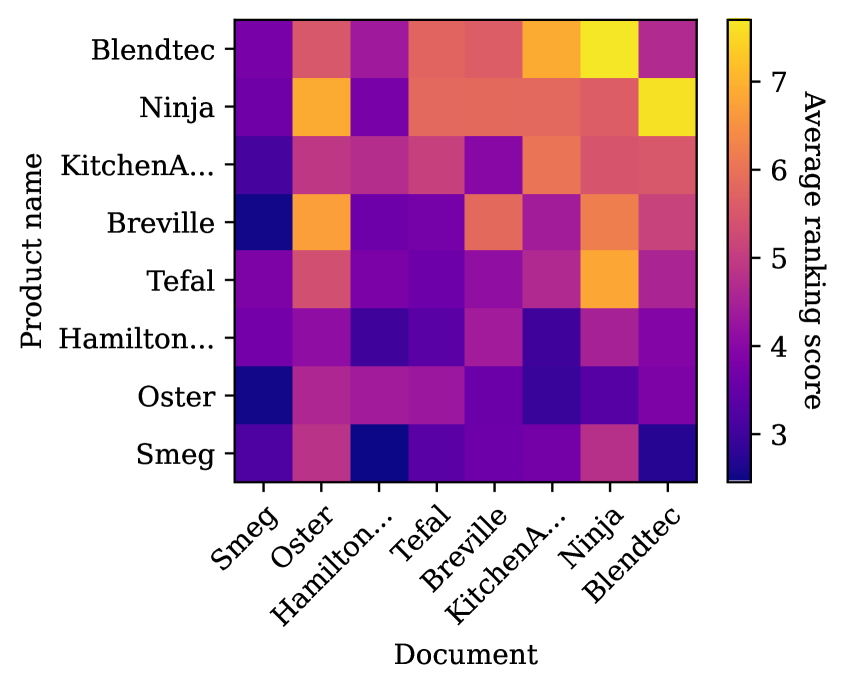 Product name
Blendtec
Ninja
KitchenA...
Breville
Tefal
Hamilton...
Oster
Smeg
Smeg
Oster
Hamilton...
Tefal
Breville
KitchenA...
Ninja
Blendtec
Document
7
6
5
4
3
Average ranking score